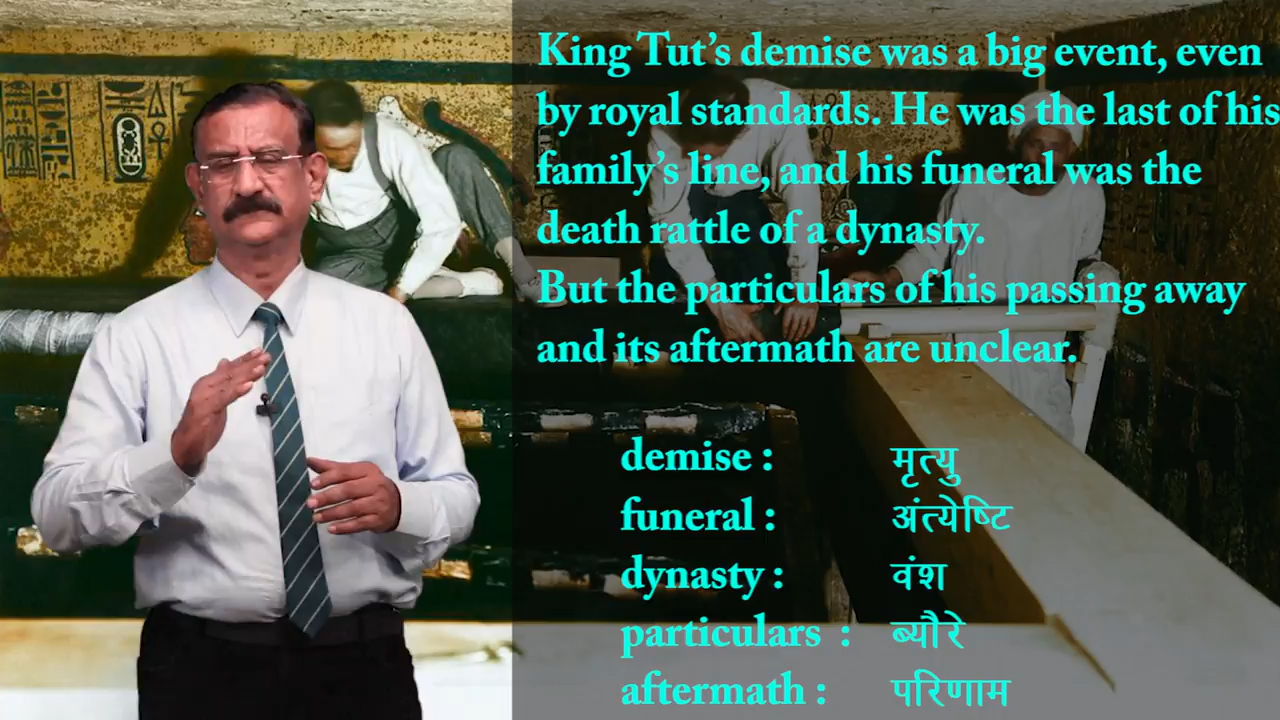 King Tut’s demise was a big event, even
by royal standards. He was the last of his
family’s line, and his funeral was the
death rattle of a dynasty.
But the particulars of his passing away
and its aftermath are unclear.
demise : मृत्यु
funeral : अंत्येष्टि
dynasty : वंश
particulars : ब्यौरे
aftermath : परिणाम